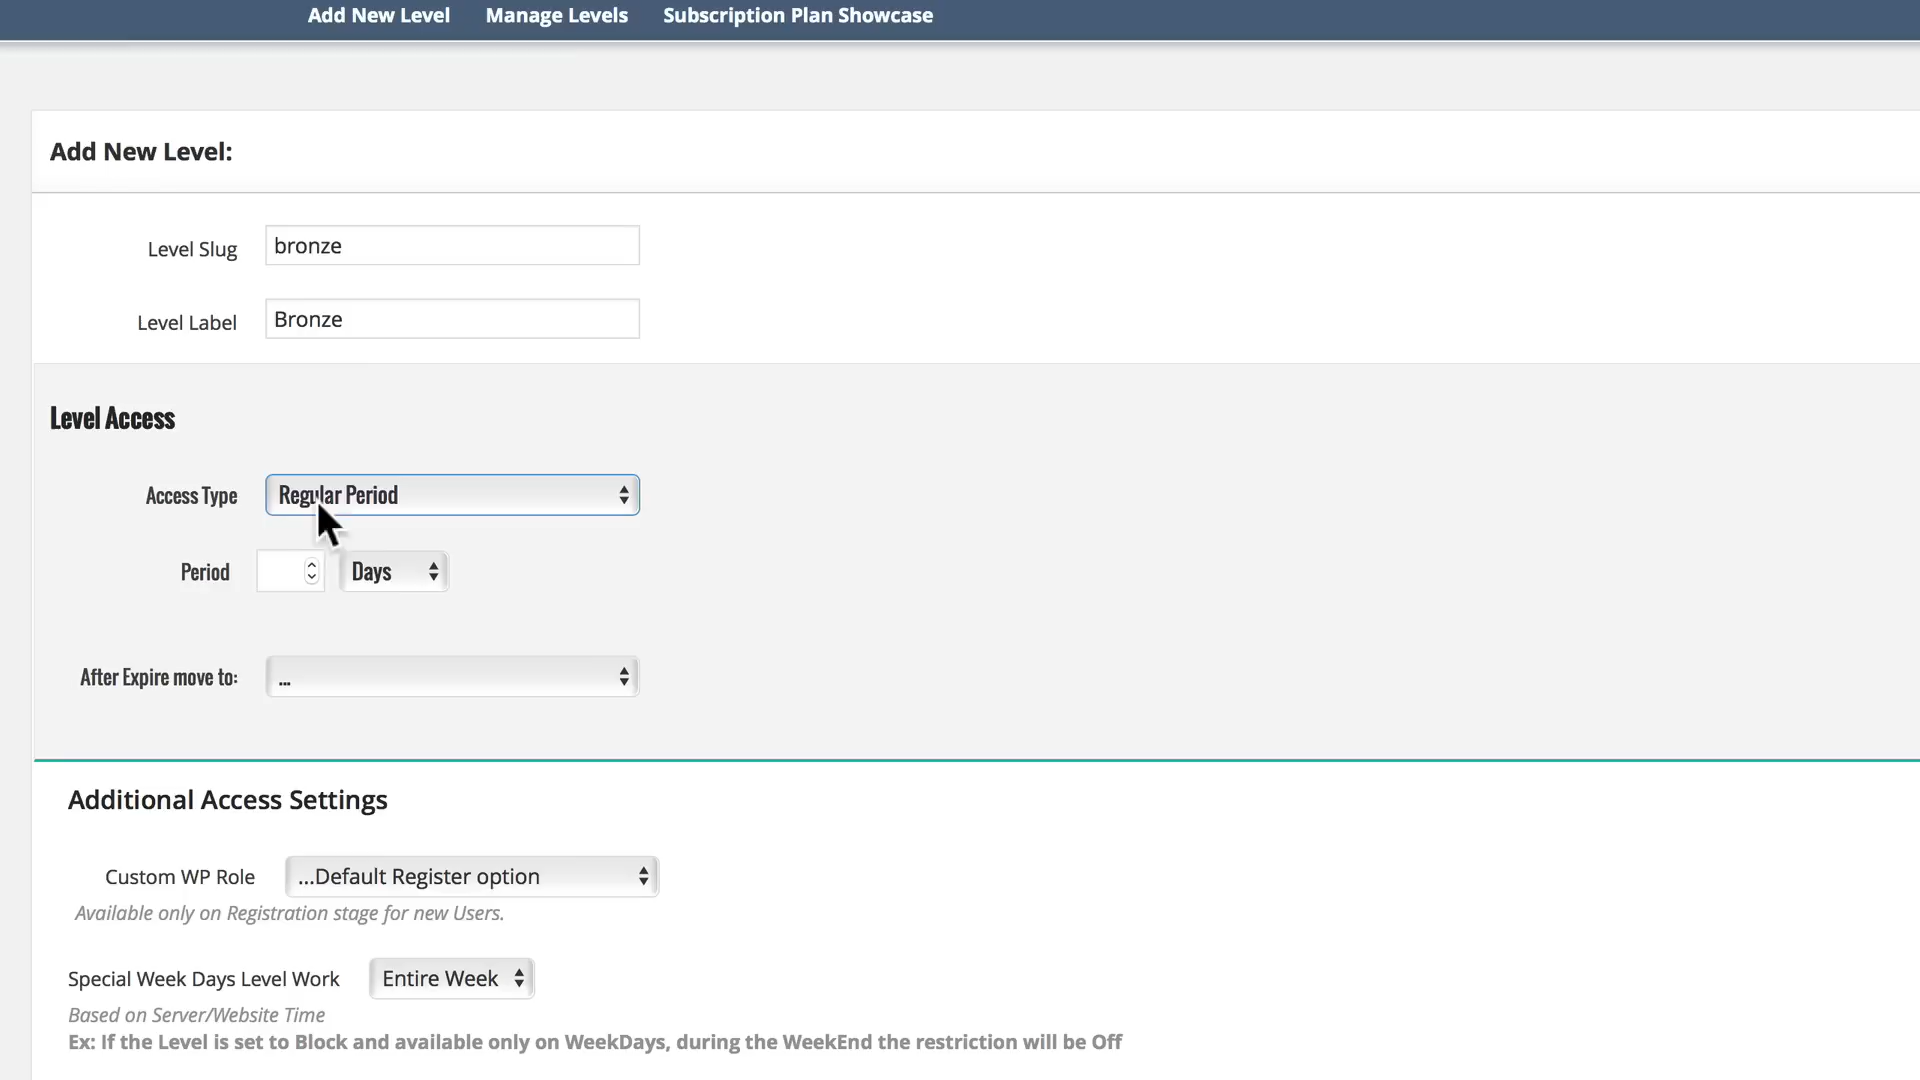 Add New Level Manage Levels Subscription Plan Showcase
Add New Level:
Level Slug bronze
Level Label Bronze
Level Access
Access Type Regular Period
Period Days
After Expire move to: ...
Additional Access Settings
Custom WP Role ...Default Register option
Available only on Registration stage for new Users.
Special Week Days Level Work Entire Week
Based on Server/Website Time
Ex: If the Level is set to Block and available only on WeekDays, during the WeekEnd the restriction will be Off